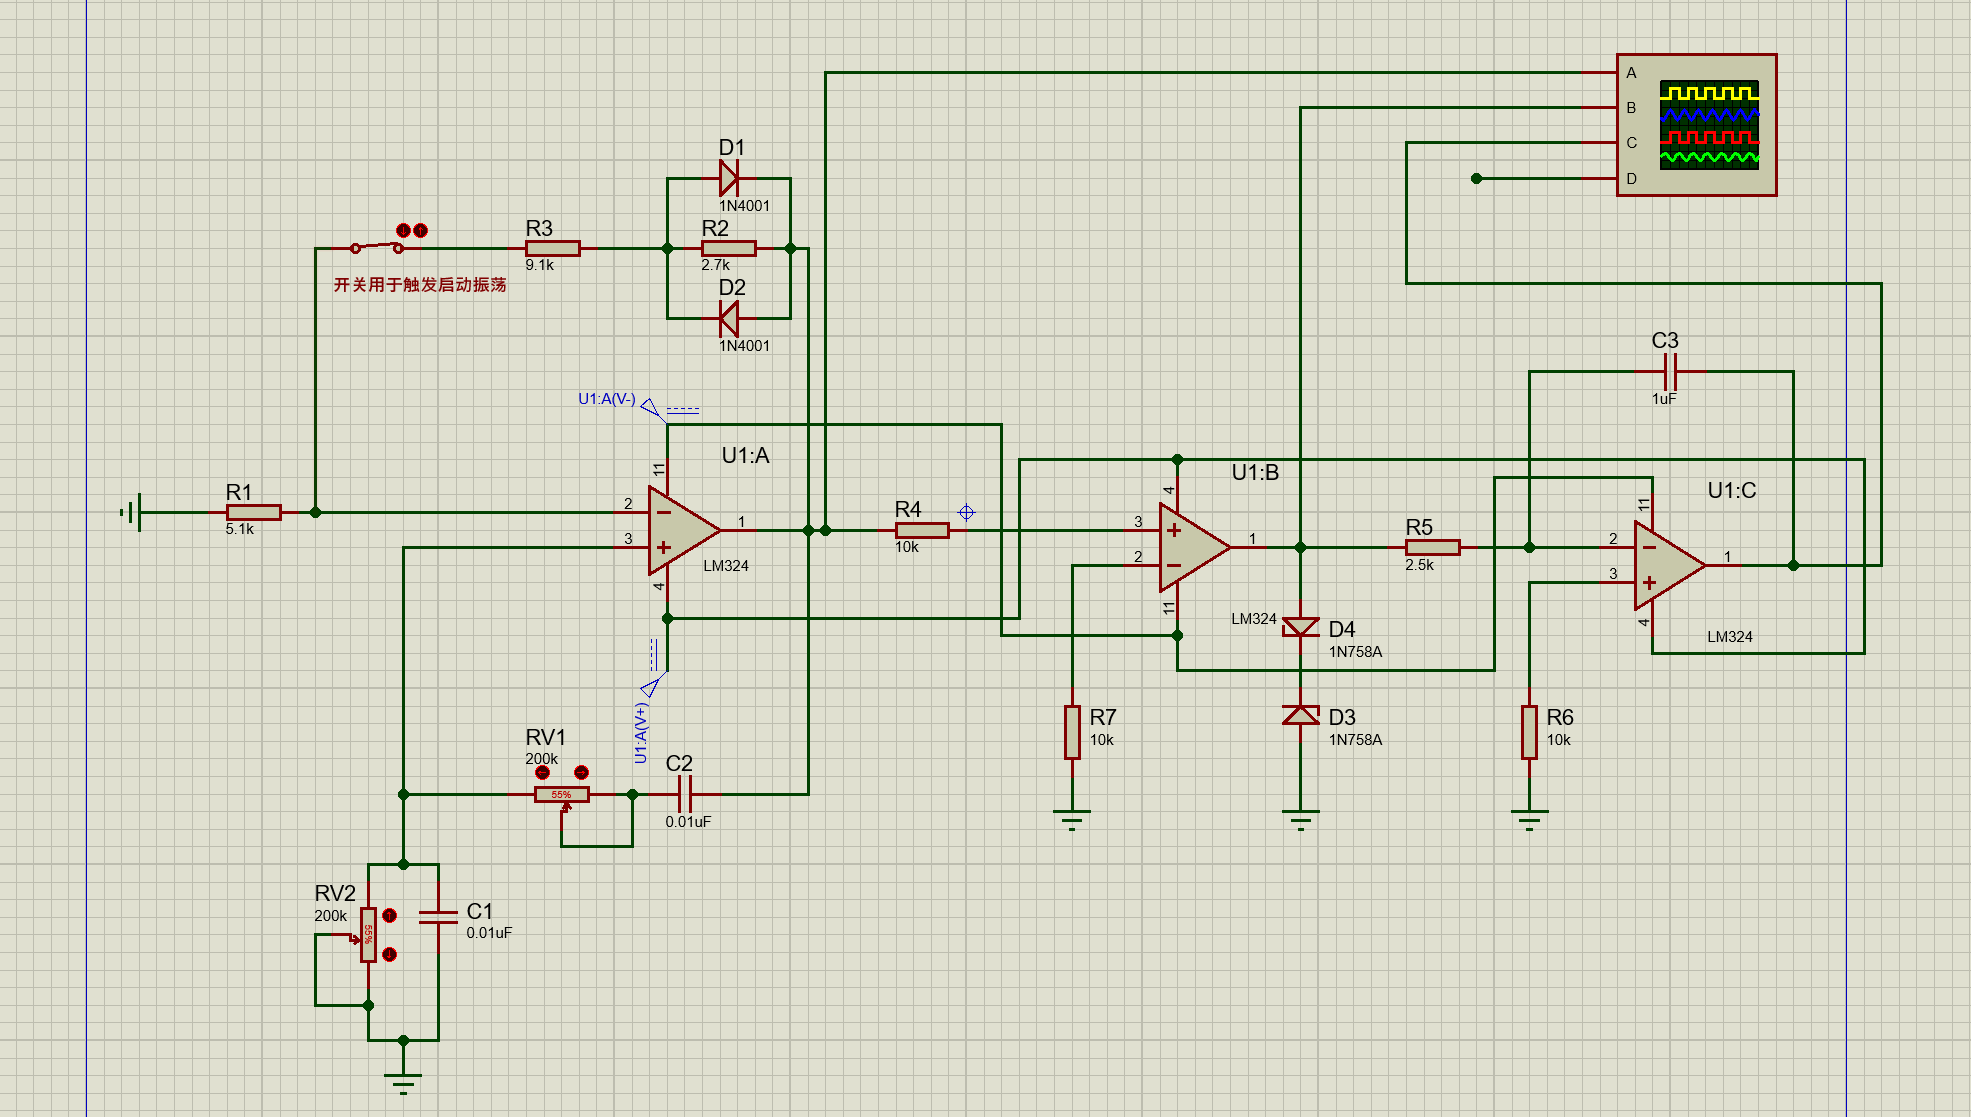 A
B
C
D
D1
1N4001
R3
9.1k
R2
2.7k
开关用于触发启动振荡
D2
1N4001
C3
1uF
U1:A(V-)
U1:A
11
2
3
1
4
LM324
R1
5.1k
R4
10k
U1:B
4
3
2
1
11
LM324
R5
2.5k
U1:C
11
2
3
1
4
LM324
D4
1N758A
D3
1N758A
R7
10k
R6
10k
U1:A(V+)
RV1
200k
55%
C2
0.01uF
RV2
200k
55%
C1
0.01uF